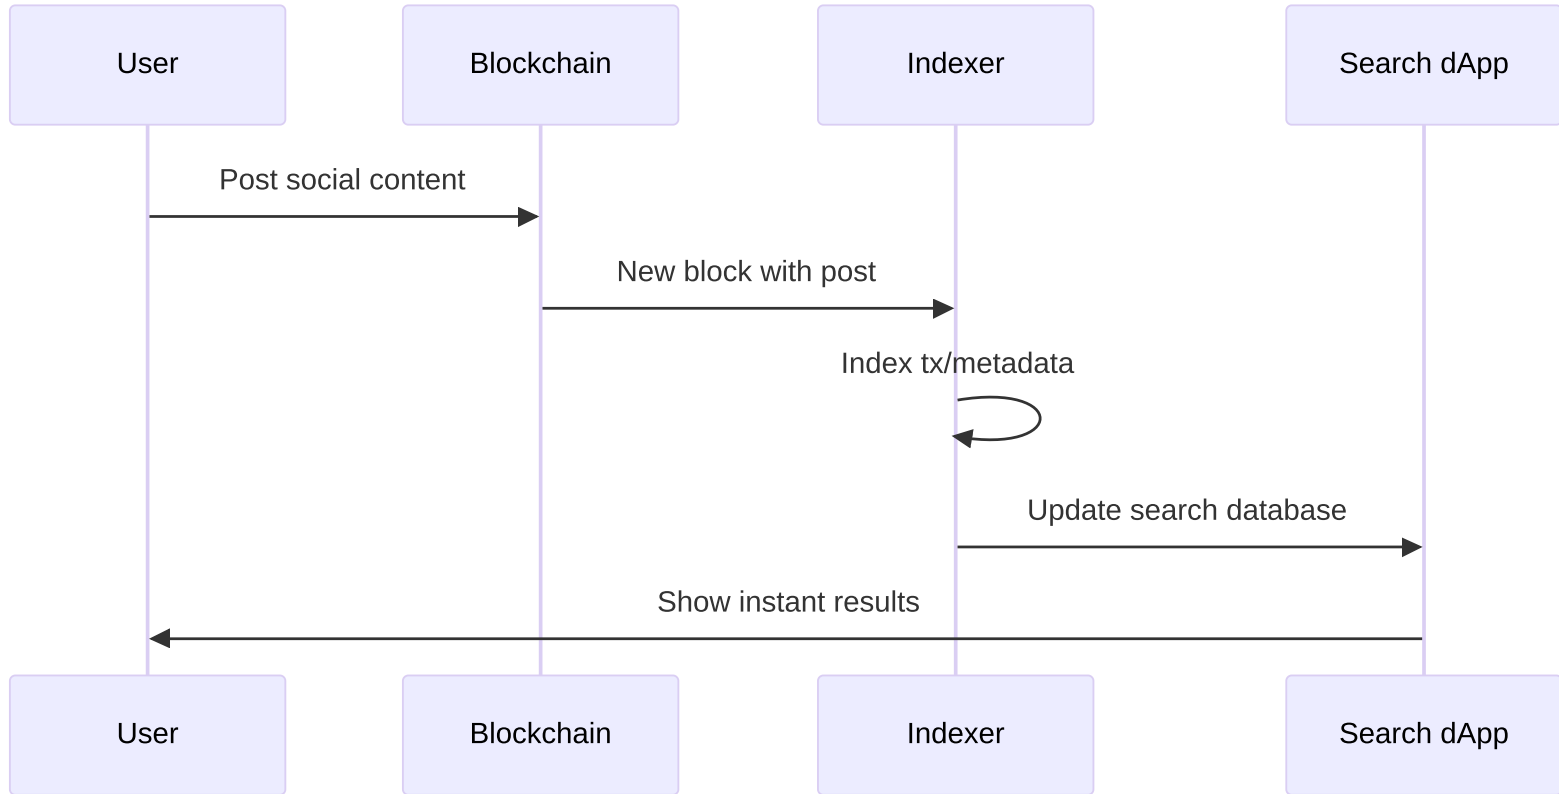 User
Blockchain
Indexer
Search dApp
Post social content
New block with post
Index tx/metadata
Update search database
Show instant results
User
Blockchain
Indexer
Search dApp